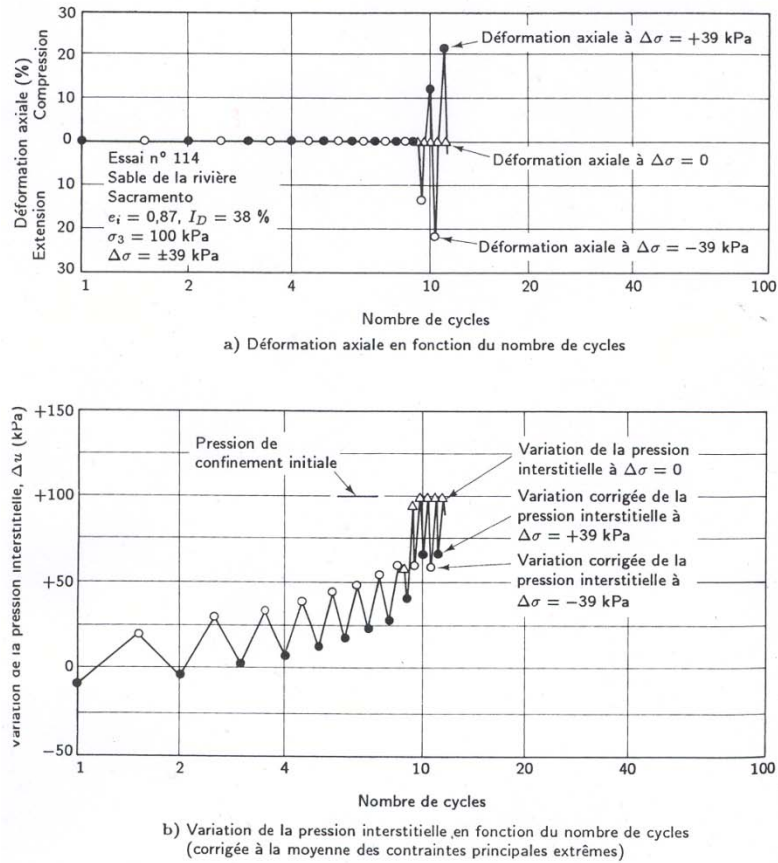 30
20
10
0
10
20
30
Déformation axiale (%)
Compression
Extension
Déformation axiale à Δσ = +39 kPa
Déformation axiale à Δσ = 0
Déformation axiale à Δσ = −39 kPa
Essai n° 114
Sable de la rivière
Sacramento
eᵢ = 0,87, I_D = 38 %
σ₃ = 100 kPa
Δσ = ±39 kPa
1 2 4 10 20 40 100
Nombre de cycles
a) Déformation axiale en fonction du nombre de cycles
variation de la pression interstitielle, Δu (kPa)
+150
+100
+50
0
−50
Pression de
confinement initiale
Variation de la pression
interstitielle à Δσ = 0
Variation corrigée de la
pression interstitielle à
Δσ = +39 kPa
Variation corrigée de la
pression interstitielle à
Δσ = −39 kPa
1 2 4 10 20 40 100
Nombre de cycles
b) Variation de la pression interstitielle en fonction du nombre de cycles
(corrigée à la moyenne des contraintes principales extrêmes)